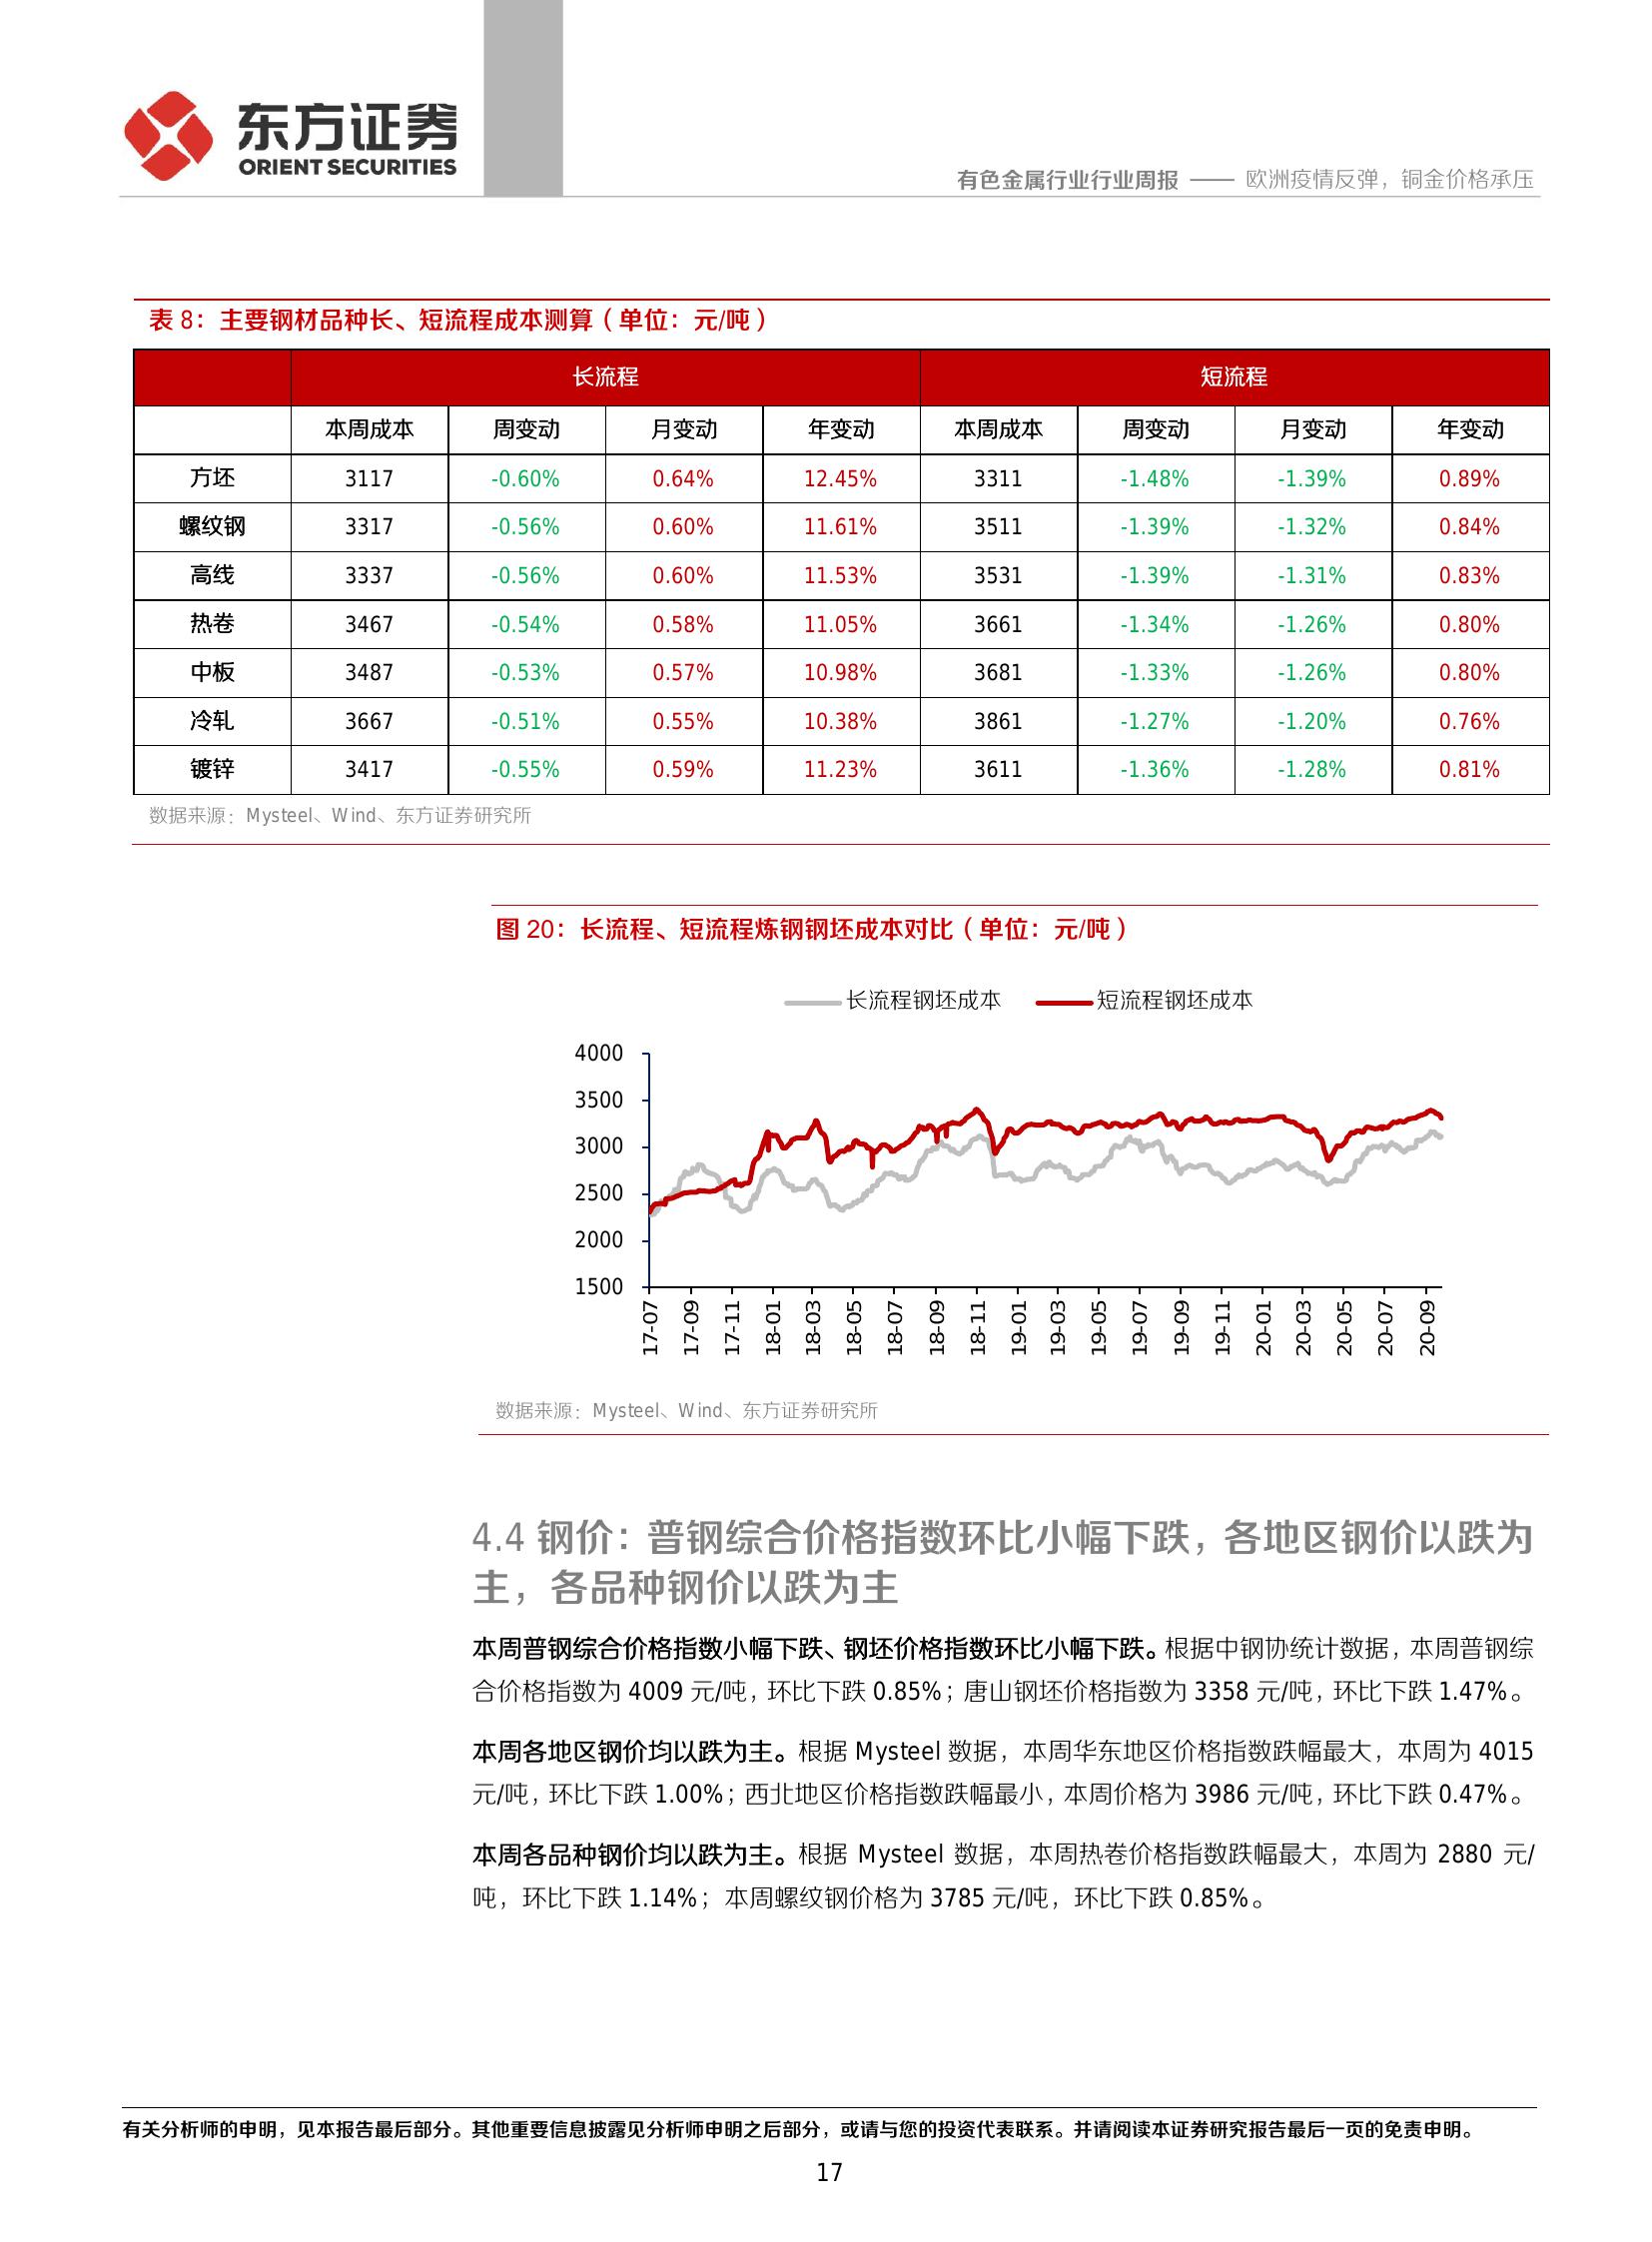 东方证券
ORIENT SECURITIES
有色金属行业行业周报 —— 欧洲疫情反弹，铜金价格承压
表 8：主要钢材品种长、短流程成本测算（单位：元/吨）
长流程 短流程
本周成本 周变动 月变动 年变动 本周成本 周变动 月变动 年变动
方坯 3117 -0.60% 0.64% 12.45% 3311 -1.48% -1.39% 0.89%
螺纹钢 3317 -0.56% 0.60% 11.61% 3511 -1.39% -1.32% 0.84%
高线 3337 -0.56% 0.60% 11.53% 3531 -1.39% -1.31% 0.83%
热卷 3467 -0.54% 0.58% 11.05% 3661 -1.34% -1.26% 0.80%
中板 3487 -0.53% 0.57% 10.98% 3681 -1.33% -1.26% 0.80%
冷轧 3667 -0.51% 0.55% 10.38% 3861 -1.27% -1.20% 0.76%
镀锌 3417 -0.55% 0.59% 11.23% 3611 -1.36% -1.28% 0.81%
数据来源：Mysteel、Wind、东方证券研究所
图 20：长流程、短流程炼钢钢坯成本对比（单位：元/吨）
长流程钢坯成本 短流程钢坯成本
4000
3500
3000
2500
2000
1500
17-07 17-09 17-11 18-01 18-03 18-05 18-07 18-09 18-11 19-01 19-03 19-05 19-07 19-09 19-11 20-01 20-03 20-05 20-07 20-09
数据来源：Mysteel、Wind、东方证券研究所
4.4 钢价：普钢综合价格指数环比小幅下跌，各地区钢价以跌为
主，各品种钢价以跌为主
本周普钢综合价格指数小幅下跌、钢坯价格指数环比小幅下跌。根据中钢协统计数据，本周普钢综
合价格指数为 4009 元/吨，环比下跌 0.85%；唐山钢坯价格指数为 3358 元/吨，环比下跌 1.47%。
本周各地区钢价均以跌为主。根据 Mysteel 数据，本周华东地区价格指数跌幅最大，本周为 4015
元/吨，环比下跌 1.00%；西北地区价格指数跌幅最小，本周价格为 3986 元/吨，环比下跌 0.47%。
本周各品种钢价均以跌为主。根据 Mysteel 数据，本周热卷价格指数跌幅最大，本周为 2880 元/
吨，环比下跌 1.14%；本周螺纹钢价格为 3785 元/吨，环比下跌 0.85%。
有关分析师的申明，见本报告最后部分。其他重要信息披露见分析师申明之后部分，或请与您的投资代表联系。并请阅读本证券研究报告最后一页的免责申明。
17